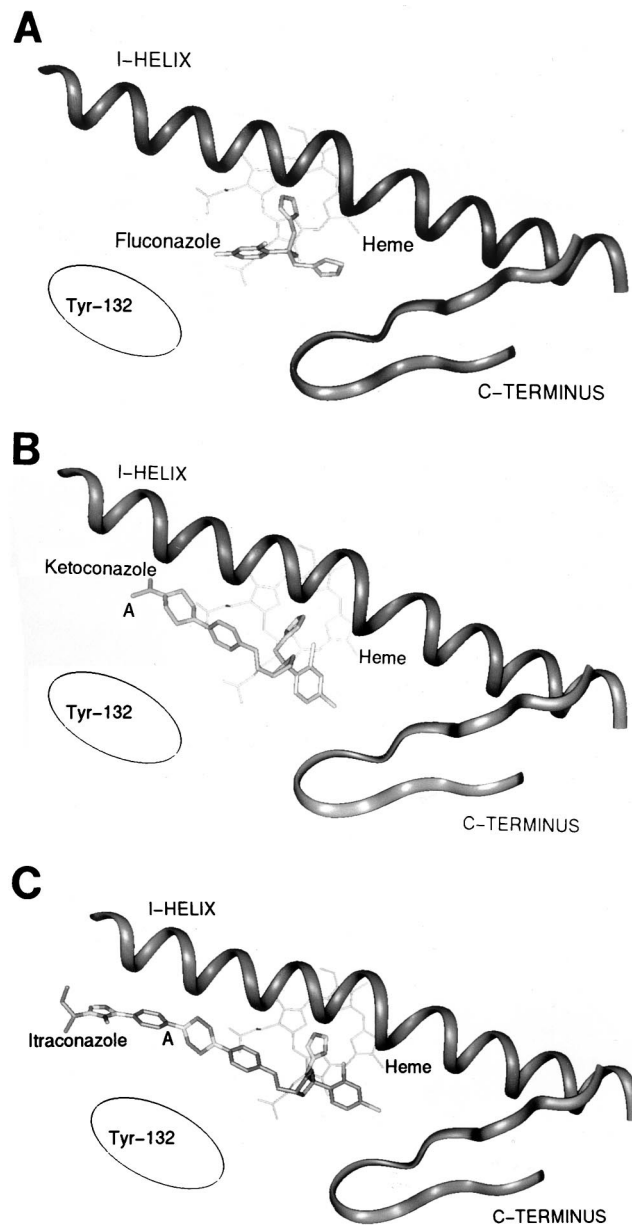 A
I-HELIX
Fluconazole
Heme
Tyr-132
C-TERMINUS
B
I-HELIX
Ketoconazole
A
Heme
Tyr-132
C-TERMINUS
C
I-HELIX
Itraconazole
A
Heme
Tyr-132
C-TERMINUS